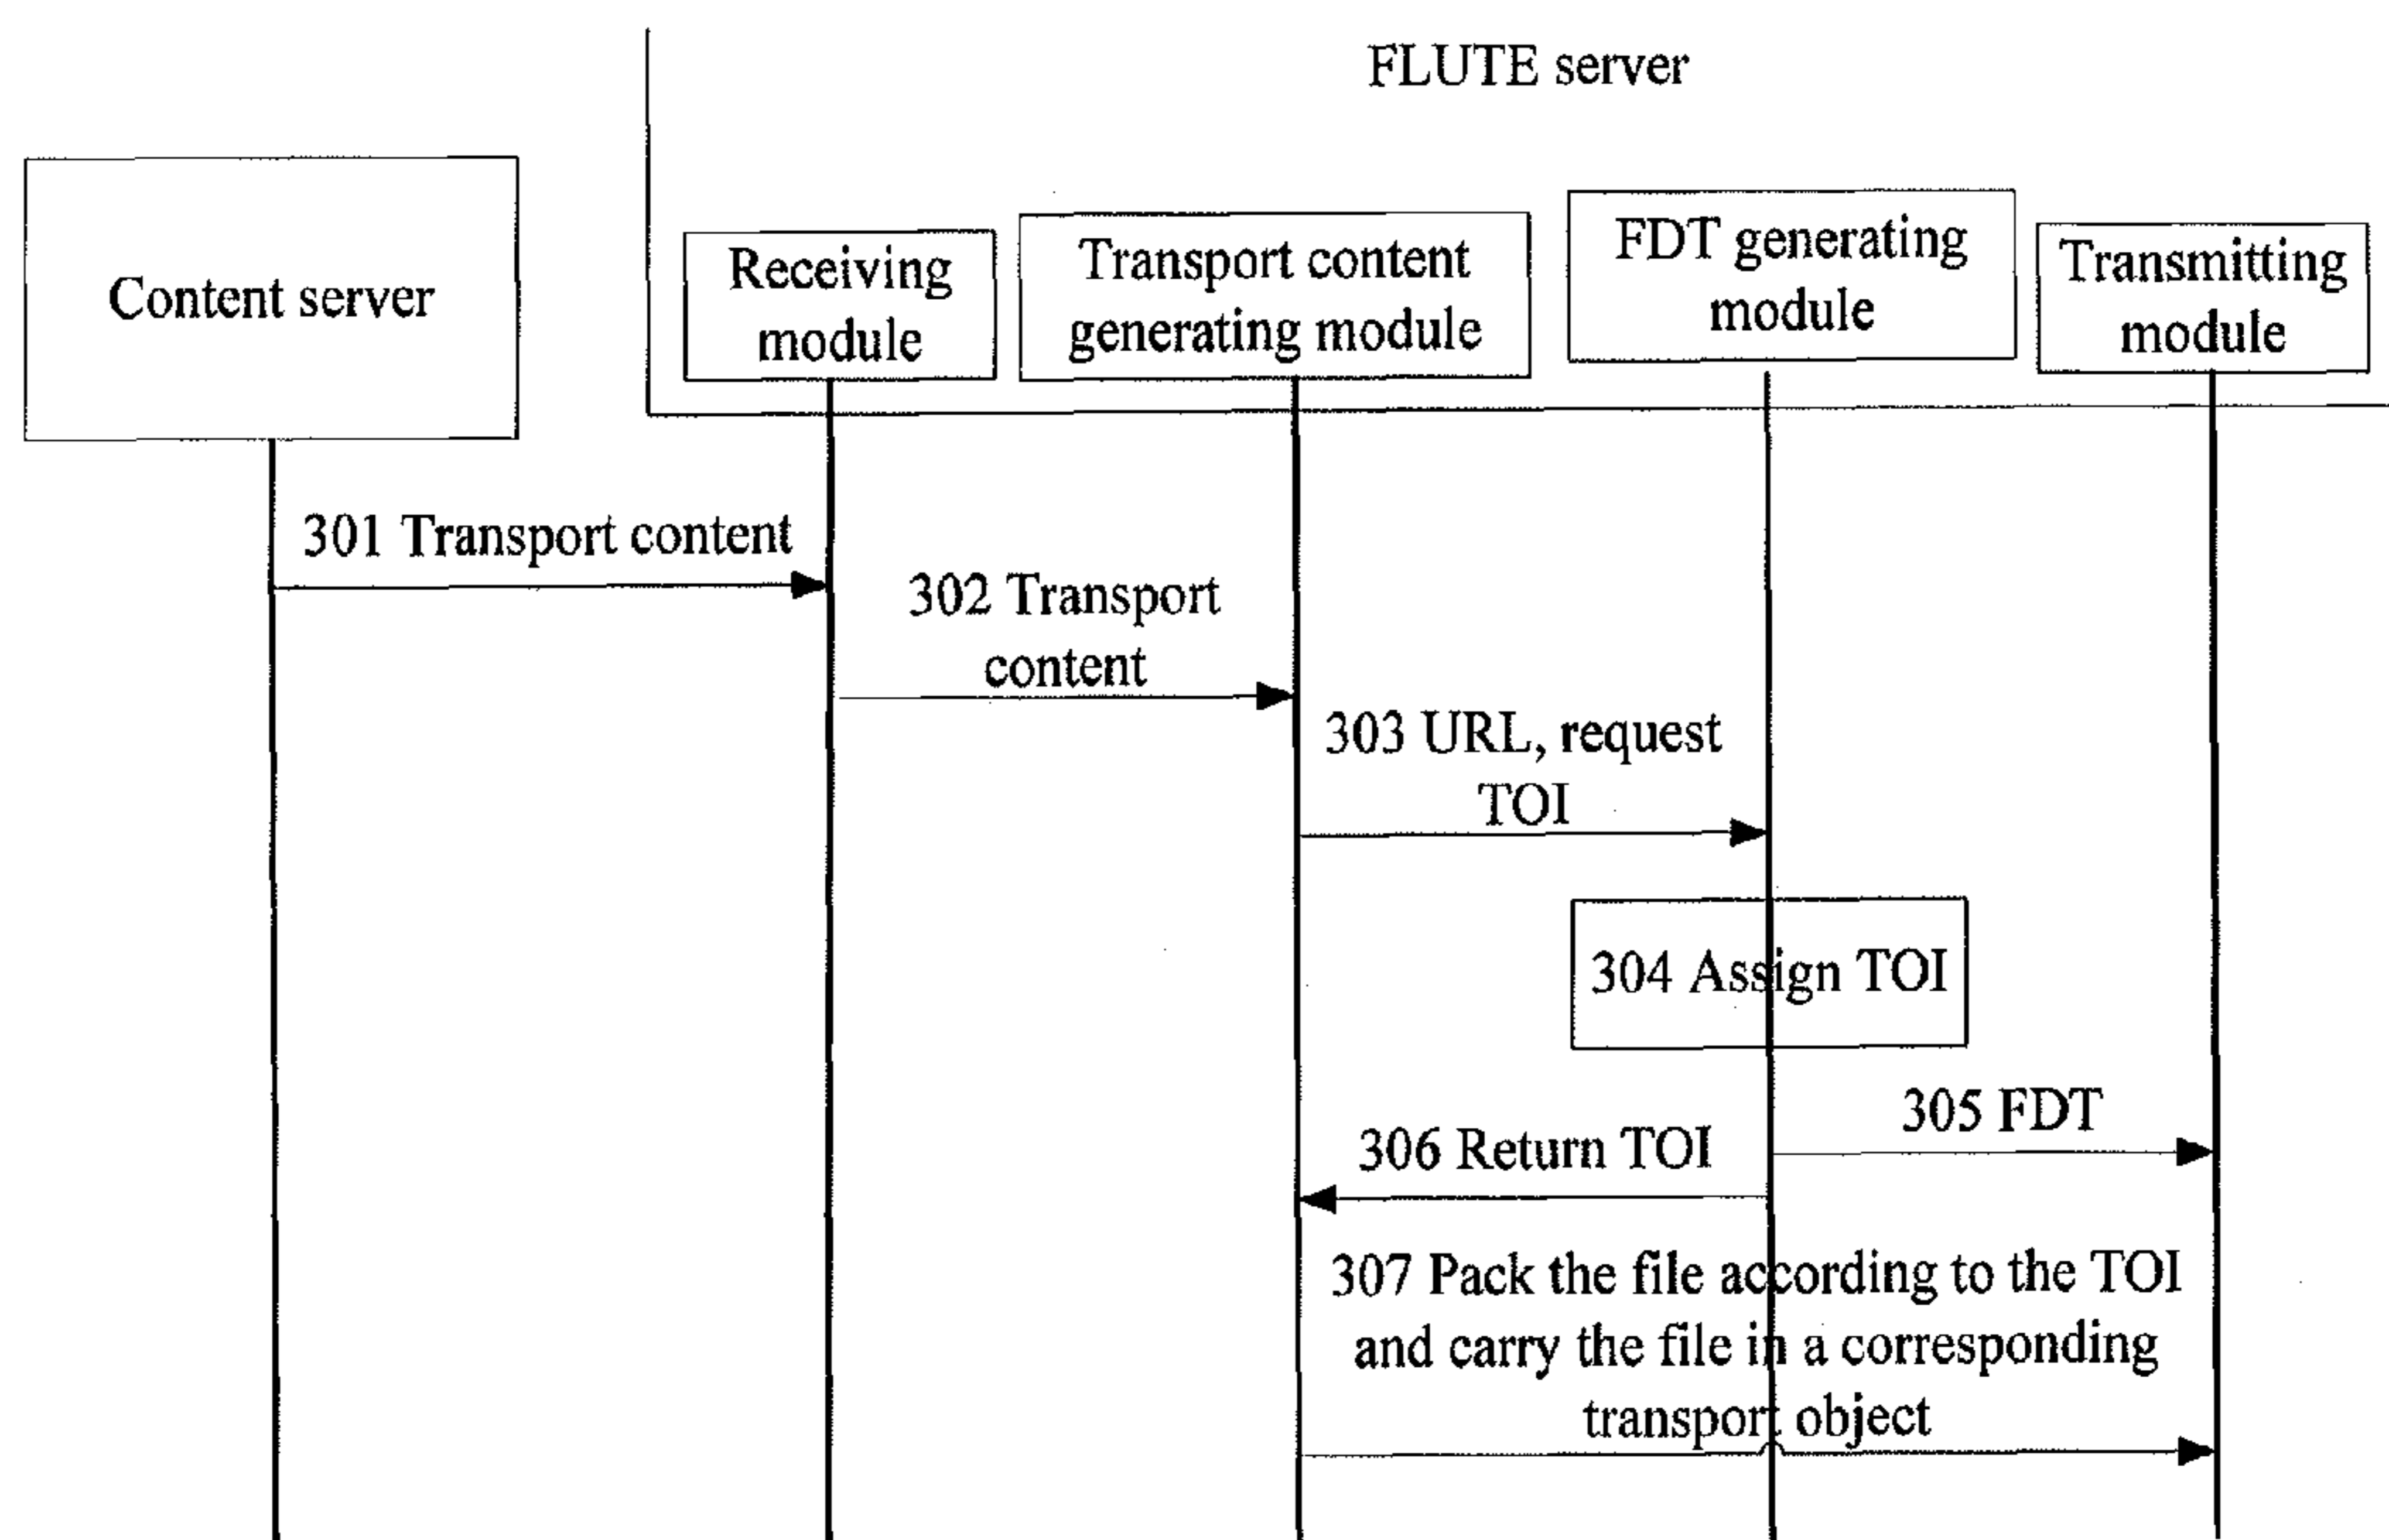 FLUTE server
Content server
Receiving
module
Transport content
generating module
FDT generating
module
Transmitting
module
301 Transport content
302 Transport
content
303 URL, request
TOI
304 Assign TOI
305 FDT
306 Return TOI
307 Pack the file according to the TOI
and carry the file in a corresponding
transport object